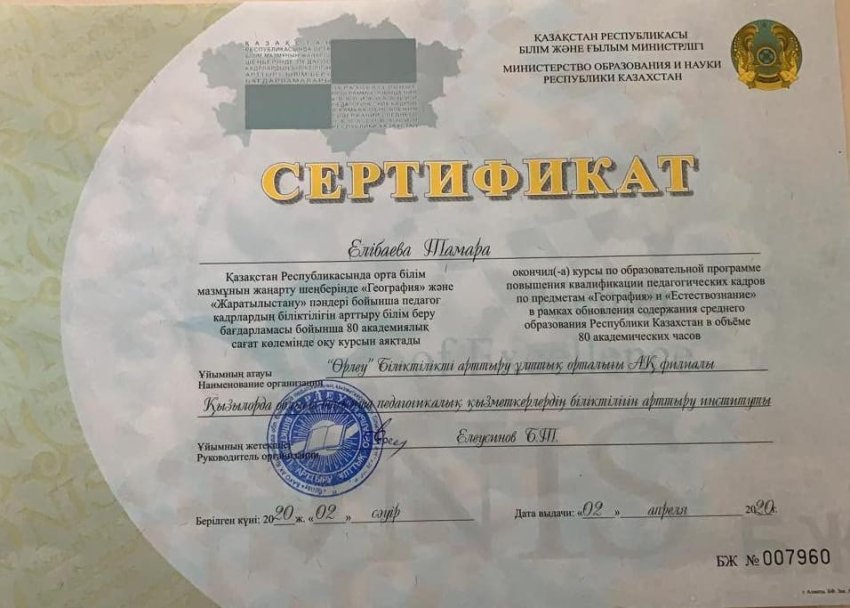 ҚАЗАҚСТАН РЕСПУБЛИКАСЫ
БІЛІМ ЖӘНЕ ҒЫЛЫМ МИНИСТРЛІГІ
МИНИСТЕРСТВО ОБРАЗОВАНИЯ И НАУКИ
РЕСПУБЛИКИ КАЗАХСТАН
СЕРТИФИКАТ
Елібаева Тамара
Қазақстан Республикасында орта білім
мазмұнын жаңарту шеңберінде «География» және
«Жаратылыстану» пәндері бойынша педагог
кадрлардың біліктілігін арттыру білім беру
бағдарламасы бойынша 80 академиялық
сағат көлемінде оқу курсын аяқтады
окончил(-а) курсы по образовательной программе
повышения квалификации педагогических кадров
по предметам «География» и «Естествознание»
в рамках обновления содержания среднего
образования Республики Казахстан в объёме
80 академических часов
Ұйымның атауы
Наименование организации
"Өрлеу" Біліктілікті арттыру ұлттық орталығы АҚ филиалы
Қызылорда педагогикалық қызметкерлердің біліктілігін арттыру институты
Ұйымның жетекшісі
Руководитель организации
Елеусинов Б.Т.
Берілген күні: 2020 ж. «02» сәуір
Дата выдачи: «02» апреля 2020г.
БЖ №007960